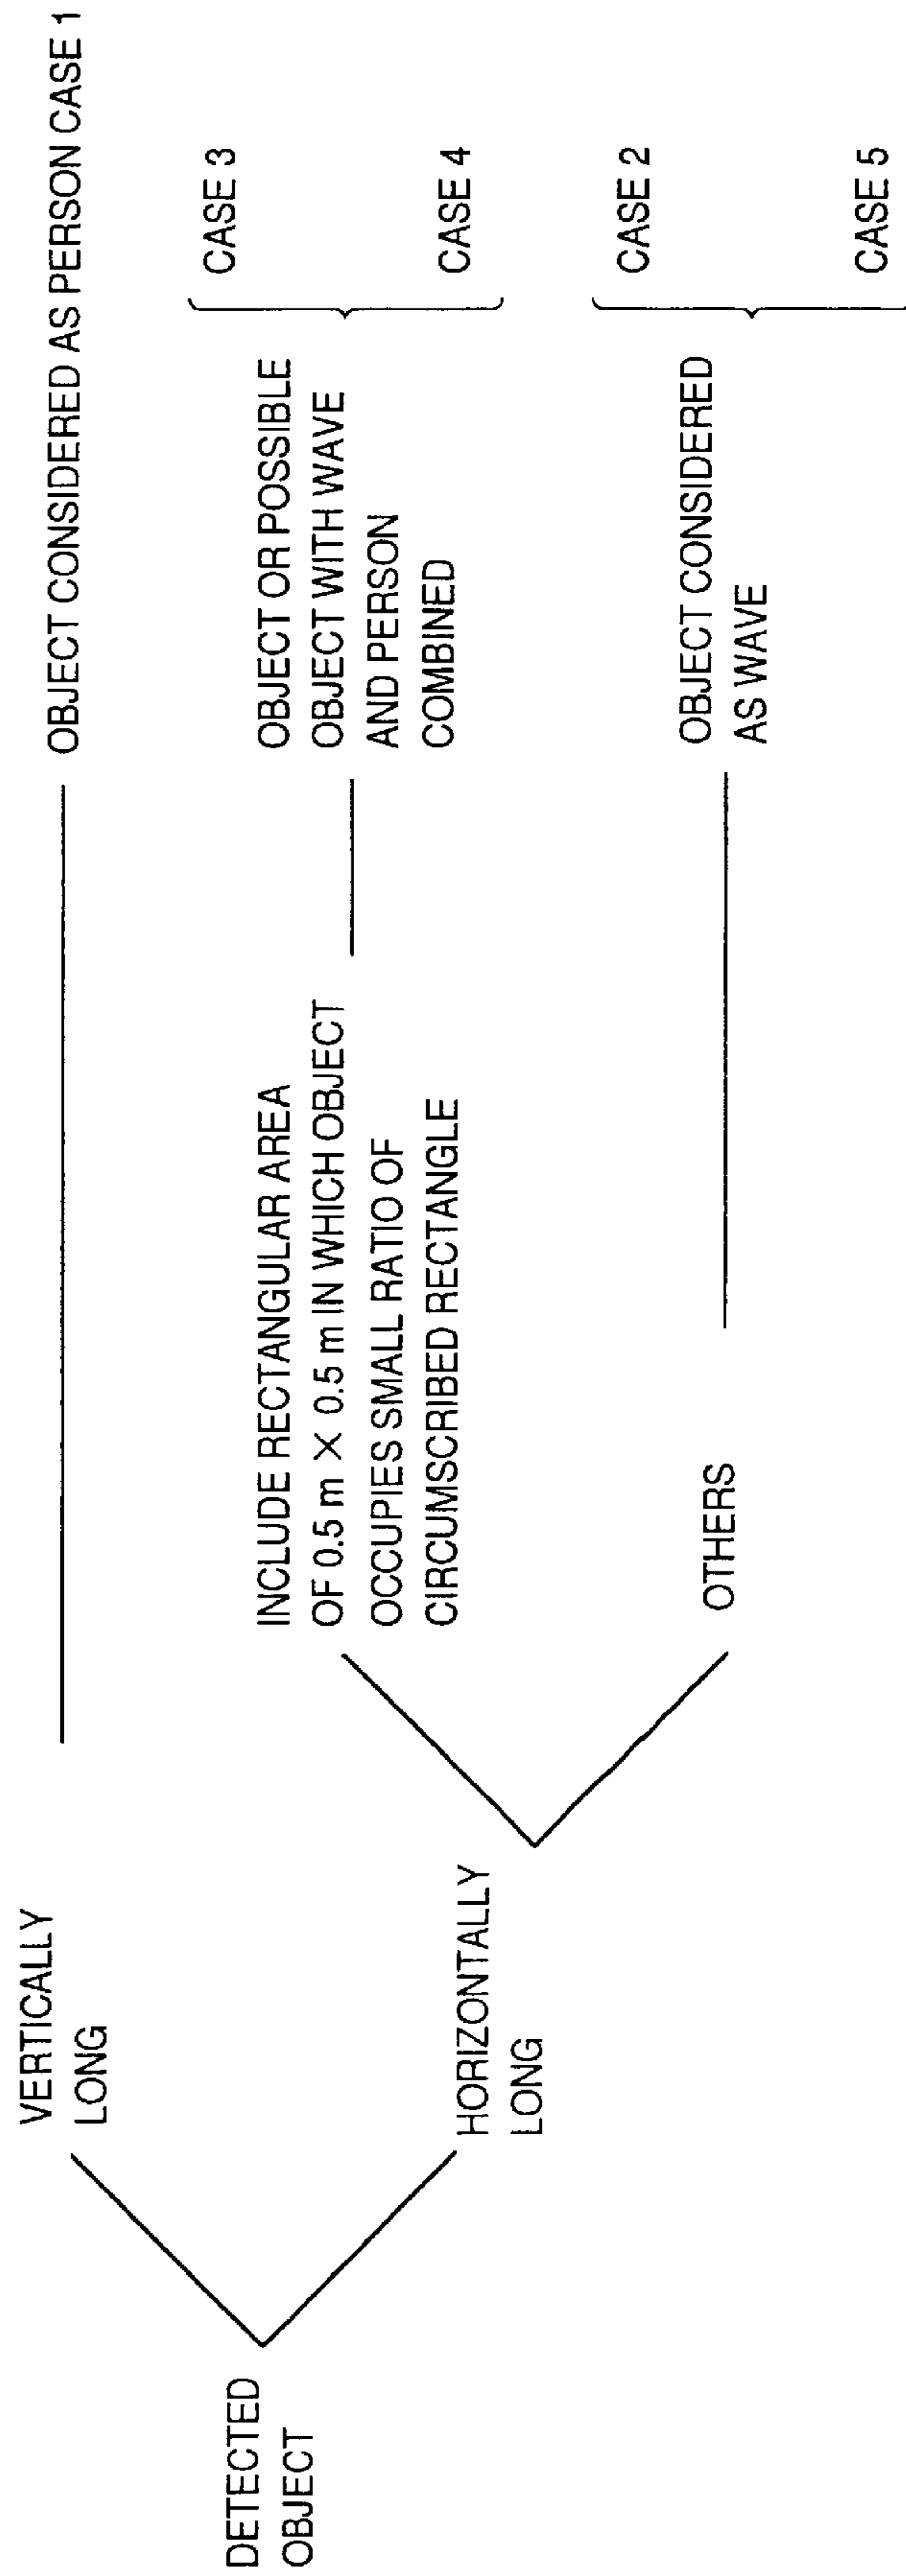 DETECTED
OBJECT
VERTICALLY
LONG
OBJECT CONSIDERED AS PERSON CASE 1
HORIZONTALLY
LONG
INCLUDE RECTANGULAR AREA
OF 0.5 m × 0.5 m IN WHICH OBJECT
OCCUPIES SMALL RATIO OF
CIRCUMSCRIBED RECTANGLE
OBJECT OR POSSIBLE
OBJECT WITH WAVE
AND PERSON
COMBINED
CASE 3
CASE 4
OTHERS
OBJECT CONSIDERED
AS WAVE
CASE 2
CASE 5